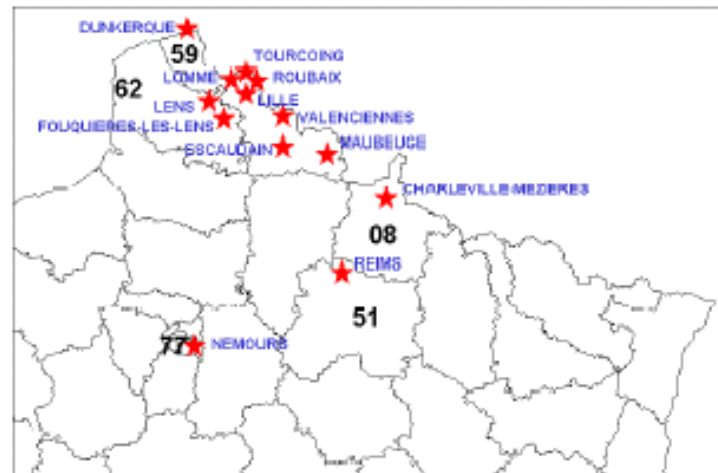 DUNKERQUE
59
TOURCOING
LOMME
ROUBAIX
62
LILLE
LENS
VALENCIENNES
FOUQUIERES-LES-LENS
ESCAUDAIN
MAUBEUGE
CHARLEVILLE-MEZIERES
08
REIMS
51
77
NEMOURS